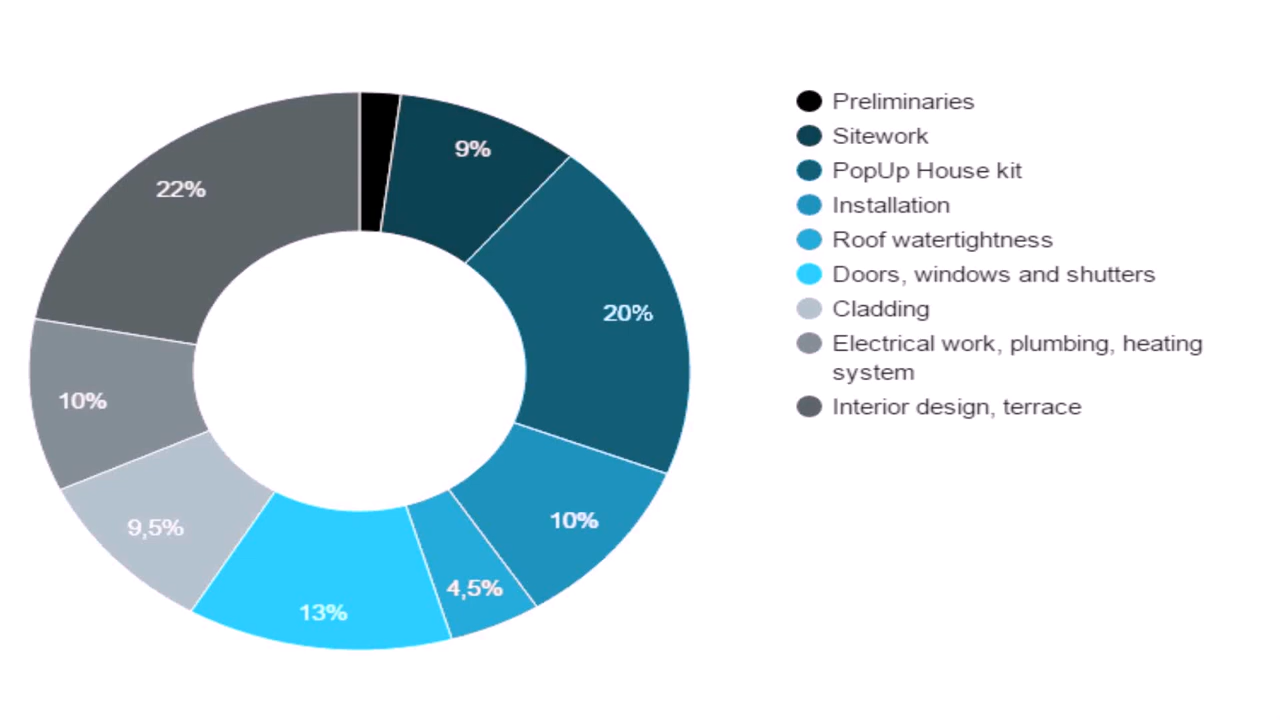 9%
22%
20%
10%
10%
9,5%
4,5%
13%
Preliminaries
Sitework
PopUp House kit
Installation
Roof watertightness
Doors, windows and shutters
Cladding
Electrical work, plumbing, heating
system
Interior design, terrace